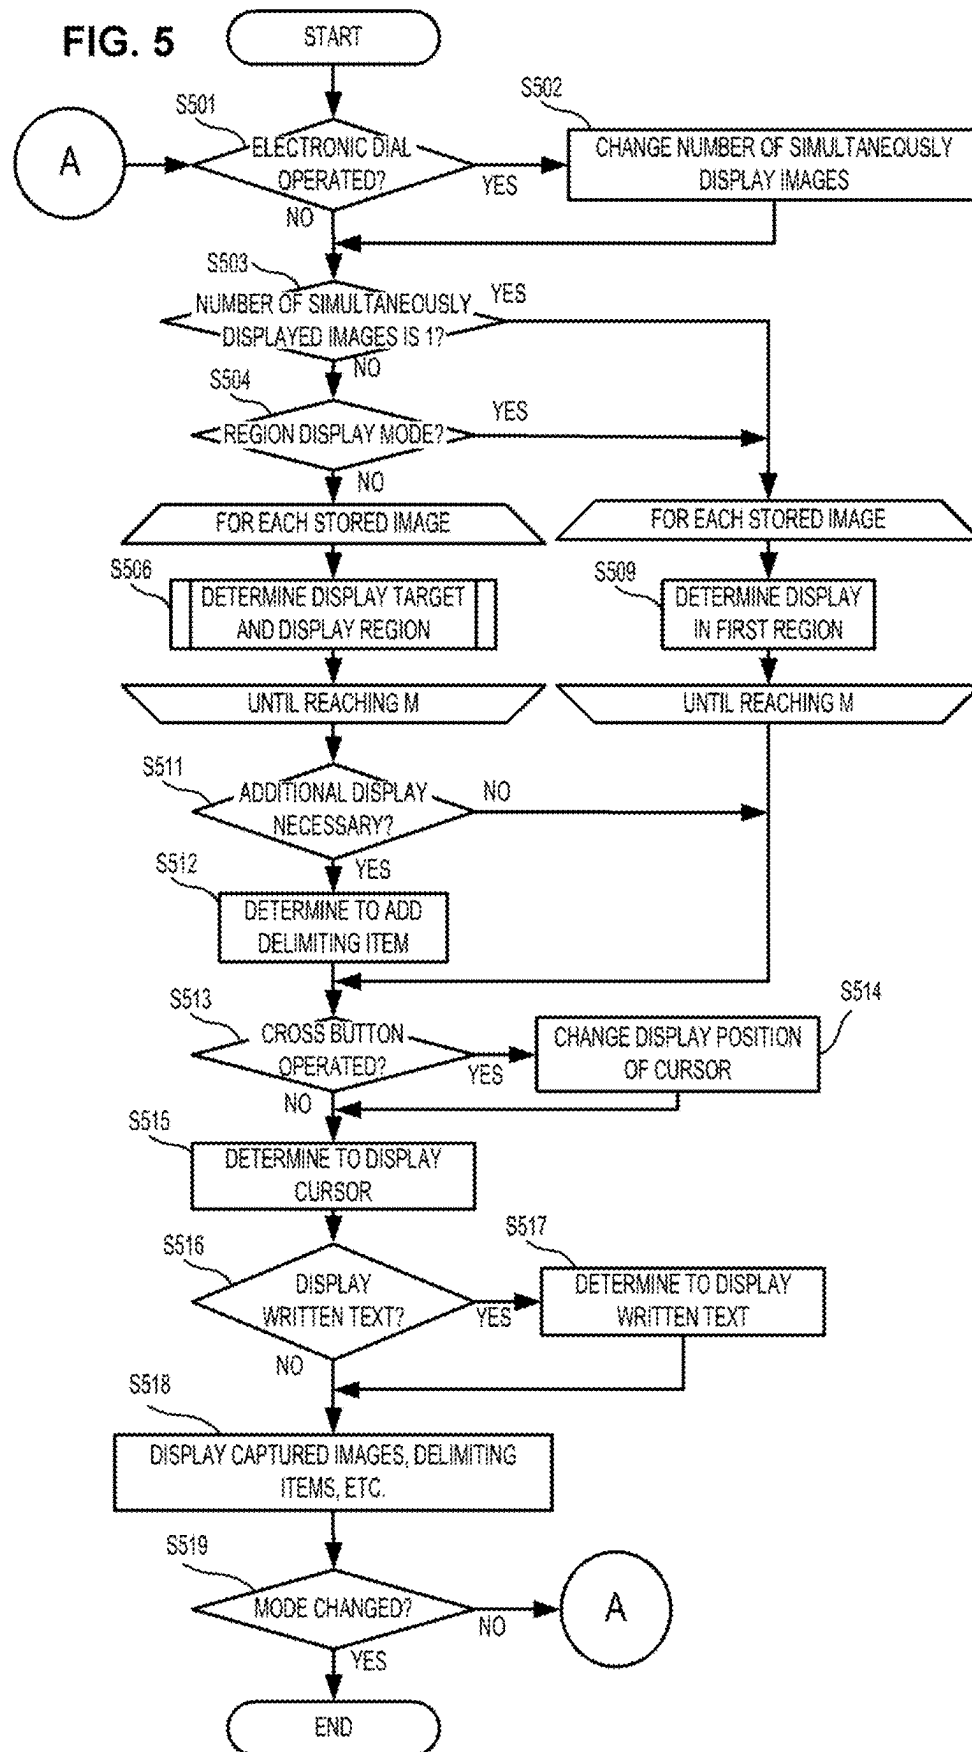 FIG. 5
START
S501
S502
A
ELECTRONIC DIAL
OPERATED?
YES
NO
CHANGE NUMBER OF SIMULTANEOUSLY
DISPLAY IMAGES
S503
NUMBER OF SIMULTANEOUSLY
DISPLAYED IMAGES IS 1?
YES
NO
S504
REGION DISPLAY MODE?
YES
NO
FOR EACH STORED IMAGE
FOR EACH STORED IMAGE
S506
DETERMINE DISPLAY TARGET
AND DISPLAY REGION
S509
DETERMINE DISPLAY
IN FIRST REGION
UNTIL REACHING M
UNTIL REACHING M
S511
ADDITIONAL DISPLAY
NECESSARY?
NO
YES
S512
DETERMINE TO ADD
DELIMITING ITEM
S513
CROSS BUTTON
OPERATED?
YES
NO
S514
CHANGE DISPLAY POSITION
OF CURSOR
S515
DETERMINE TO DISPLAY
CURSOR
S516
DISPLAY
WRITTEN TEXT?
YES
NO
S517
DETERMINE TO DISPLAY
WRITTEN TEXT
S518
DISPLAY CAPTURED IMAGES, DELIMITING
ITEMS, ETC.
S519
MODE CHANGED?
NO
A
YES
END